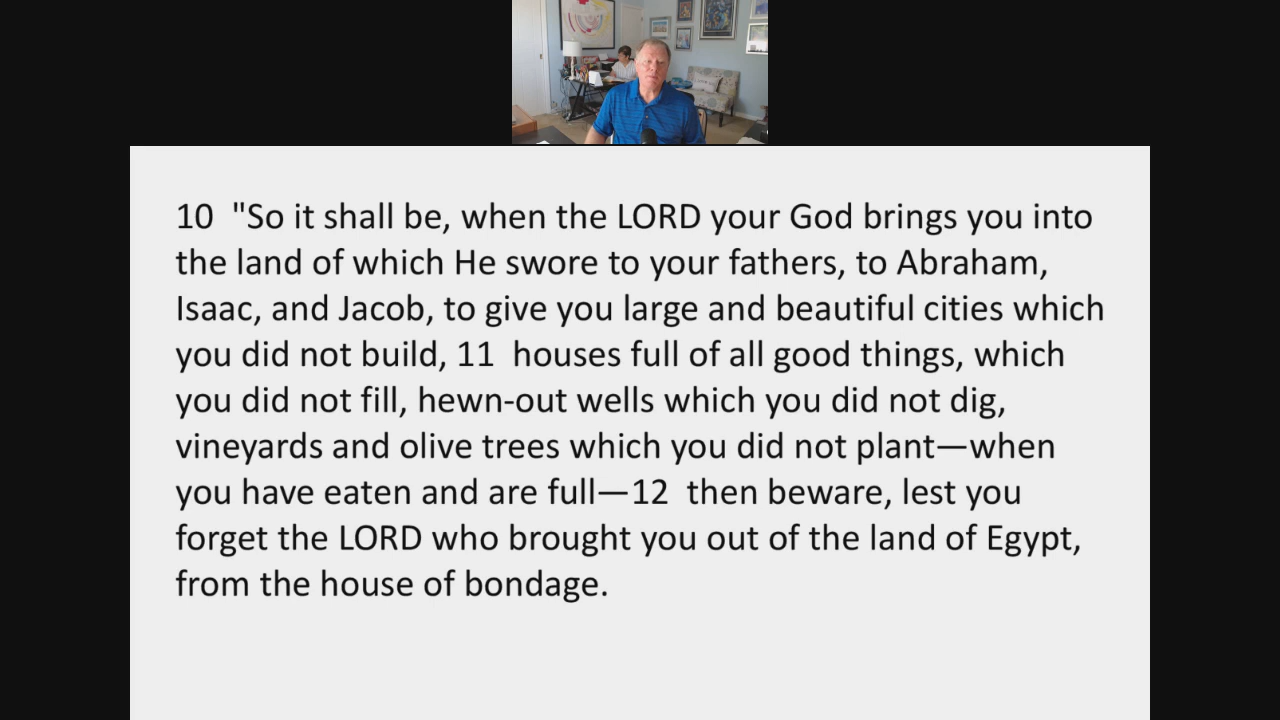 10  "So it shall be, when the LORD your God brings you into
the land of which He swore to your fathers, to Abraham,
Isaac, and Jacob, to give you large and beautiful cities which
you did not build, 11  houses full of all good things, which
you did not fill, hewn-out wells which you did not dig,
vineyards and olive trees which you did not plant—when
you have eaten and are full—12  then beware, lest you
forget the LORD who brought you out of the land of Egypt,
from the house of bondage.